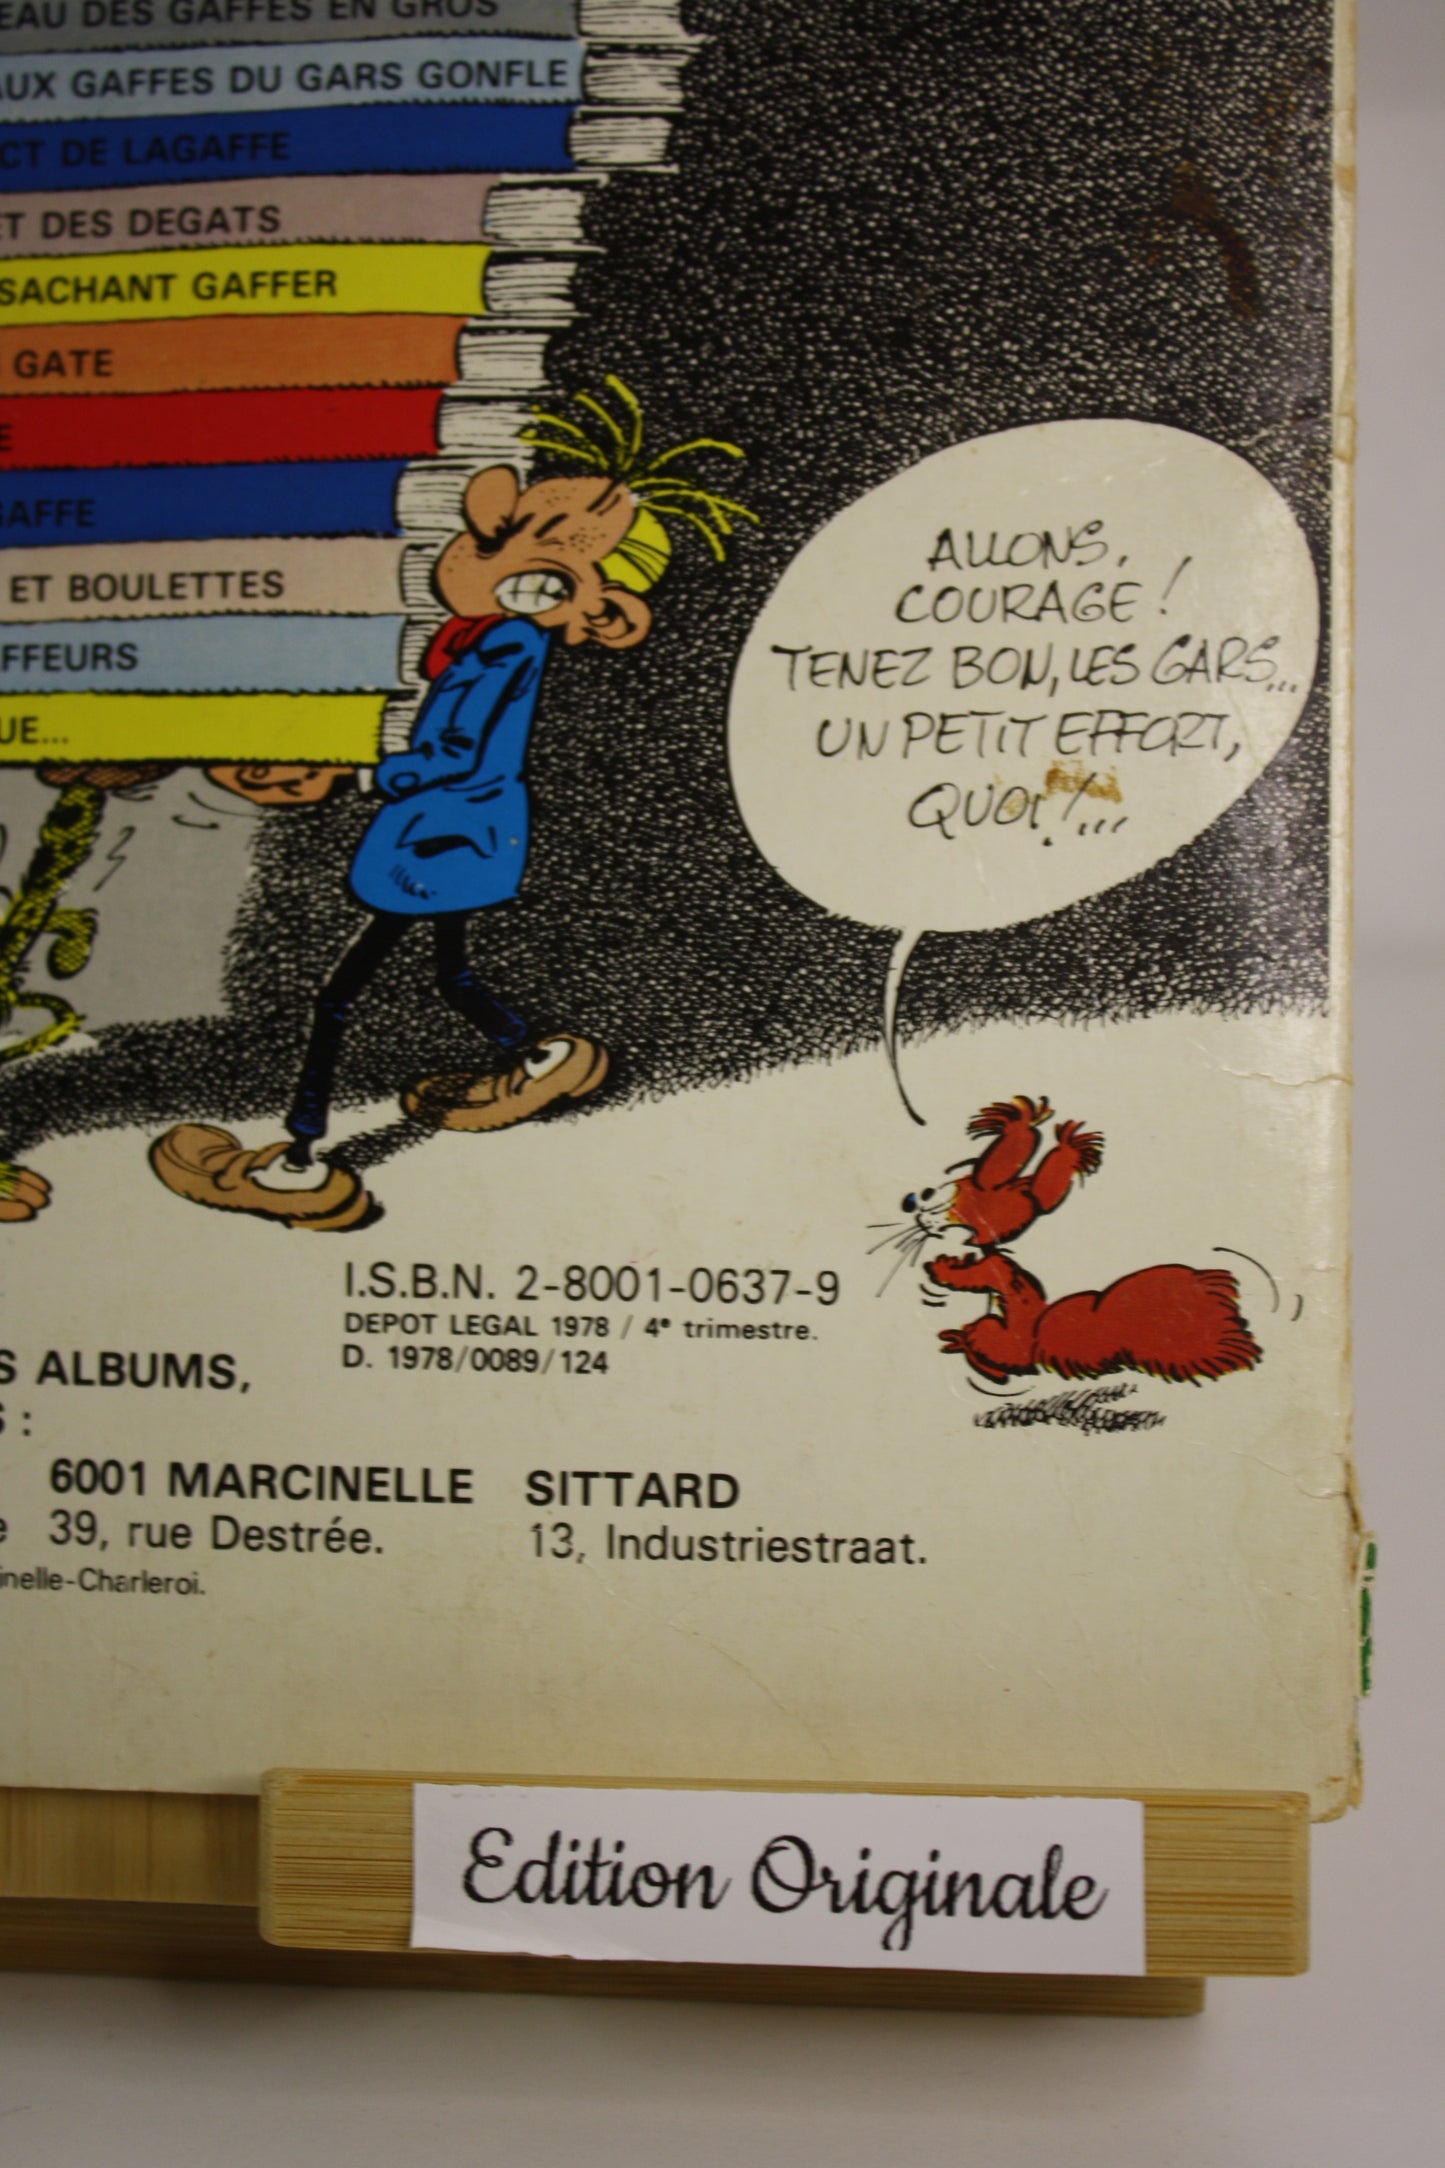 EAU DES GAFFES EN GROS
AUX GAFFES DU GARS GONFLE
CT DE LAGAFFE
ET DES DEGATS
SACHANT GAFFER
GATE
E
GAFFE
ET BOULETTES
FFEURS
UE...
ALLONS,
COURAGE !
TENEZ BON, LES GARS...
UN PETIT EFFORT,
QUOI !...
I.S.B.N. 2-8001-0637-9
DEPOT LEGAL 1978 / 4e trimestre.
D. 1978/0089/124
S ALBUMS,
S :
6001 MARCINELLE SITTARD
e 39, rue Destrée. 13, Industriestraat.
inelle-Charleroi.
Edition Originale